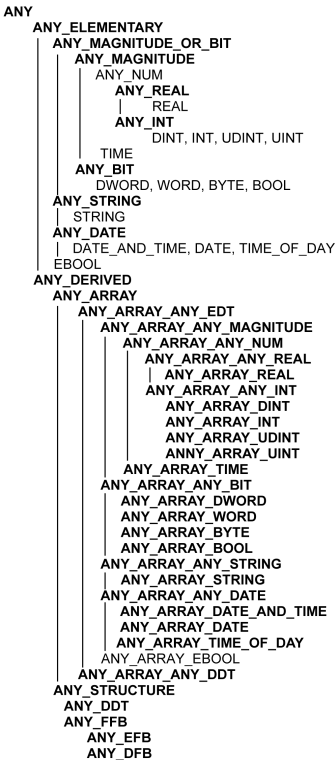 ANY
ANY_ELEMENTARY
ANY_MAGNITUDE_OR_BIT
ANY_MAGNITUDE
ANY_NUM
ANY_REAL
REAL
ANY_INT
DINT, INT, UDINT, UINT
TIME
ANY_BIT
DWORD, WORD, BYTE, BOOL
ANY_STRING
STRING
ANY_DATE
DATE_AND_TIME, DATE, TIME_OF_DAY
EBOOL
ANY_DERIVED
ANY_ARRAY
ANY_ARRAY_ANY_EDT
ANY_ARRAY_ANY_MAGNITUDE
ANY_ARRAY_ANY_NUM
ANY_ARRAY_ANY_REAL
ANY_ARRAY_REAL
ANY_ARRAY_ANY_INT
ANY_ARRAY_DINT
ANY_ARRAY_INT
ANY_ARRAY_UDINT
ANNY_ARRAY_UINT
ANY_ARRAY_TIME
ANY_ARRAY_ANY_BIT
ANY_ARRAY_DWORD
ANY_ARRAY_WORD
ANY_ARRAY_BYTE
ANY_ARRAY_BOOL
ANY_ARRAY_ANY_STRING
ANY_ARRAY_STRING
ANY_ARRAY_ANY_DATE
ANY_ARRAY_DATE_AND_TIME
ANY_ARRAY_DATE
ANY_ARRAY_TIME_OF_DAY
ANY_ARRAY_EBOOL
ANY_ARRAY_ANY_DDT
ANY_STRUCTURE
ANY_DDT
ANY_FFB
ANY_EFB
ANY_DFB